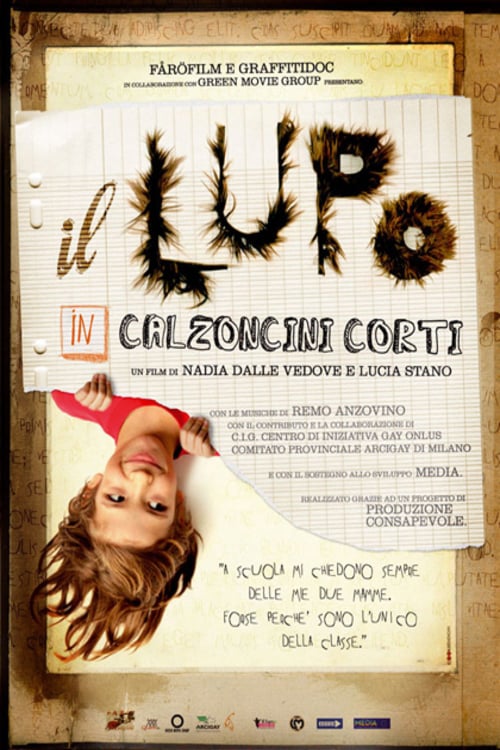 FÅRÖFILM E GRAFFITIDOC
IN COLLABORAZIONE CON GREEN MOVIE GROUP PRESENTANO
il LUPo
IN CALZONCINI CORTI
UN FILM DI NADIA DALLE VEDOVE E LUCIA STANO
CON LE MUSICHE DI REMO ANZOVINO
CON IL CONTRIBUTO E LA COLLABORAZIONE DI
C.I.G. CENTRO DI INIZIATIVA GAY ONLUS
COMITATO PROVINCIALE ARCIGAY DI MILANO
E CON IL SOSTEGNO ALLO SVILUPPO MEDIA.
REALIZZATO GRAZIE AD UN PROGETTO DI
PRODUZIONE
CONSAPEVOLE.
"A SCUOLA MI CHIEDONO SEMPRE
DELLE MIE DUE MAMME.
FORSE PERCHE' SONO L'UNICO
DELLA CLASSE."
ARCIGAY
MEDIA